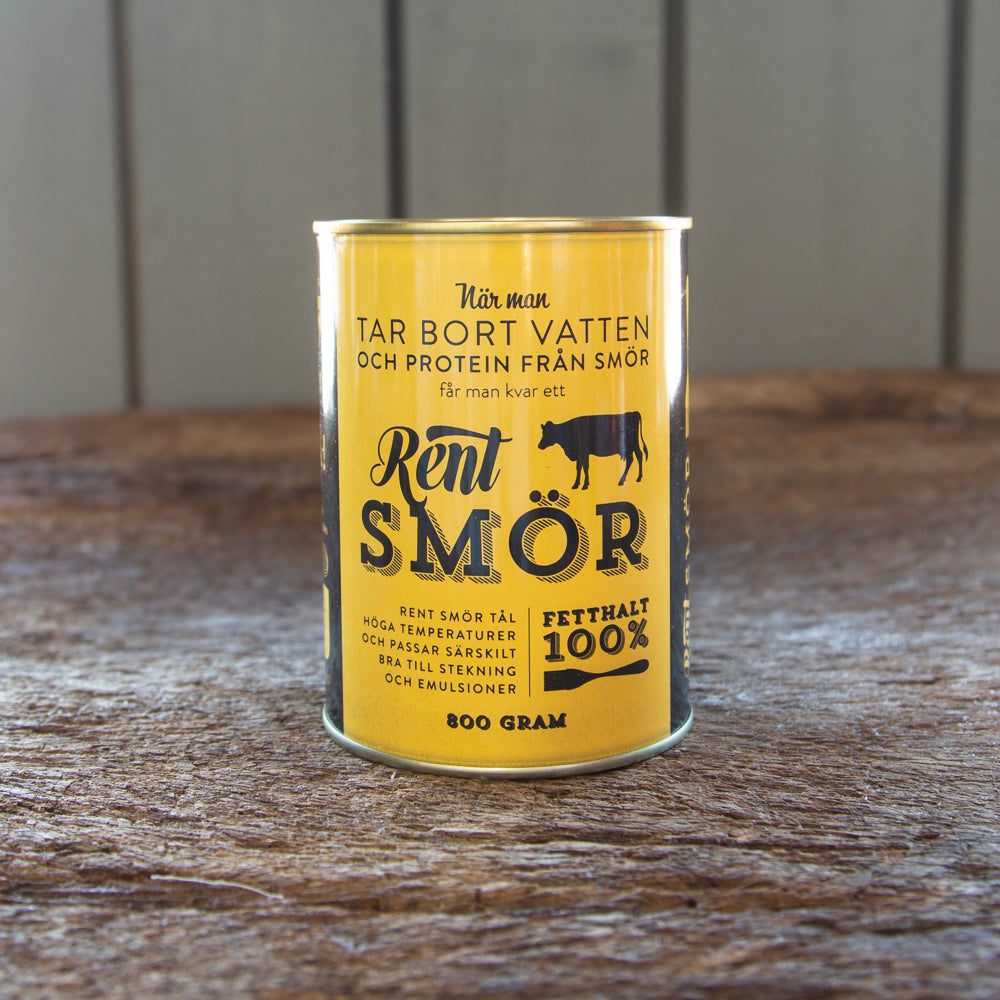 När man
TAR BORT VATTEN
OCH PROTEIN FRÅN SMÖR
får man kvar ett
Rent
SMÖR
RENT SMÖR TÅL
HÖGA TEMPERATURER
OCH PASSAR SÄRSKILT
BRA TILL STEKNING
OCH EMULSIONER
FETTHALT
100%
800 GRAM